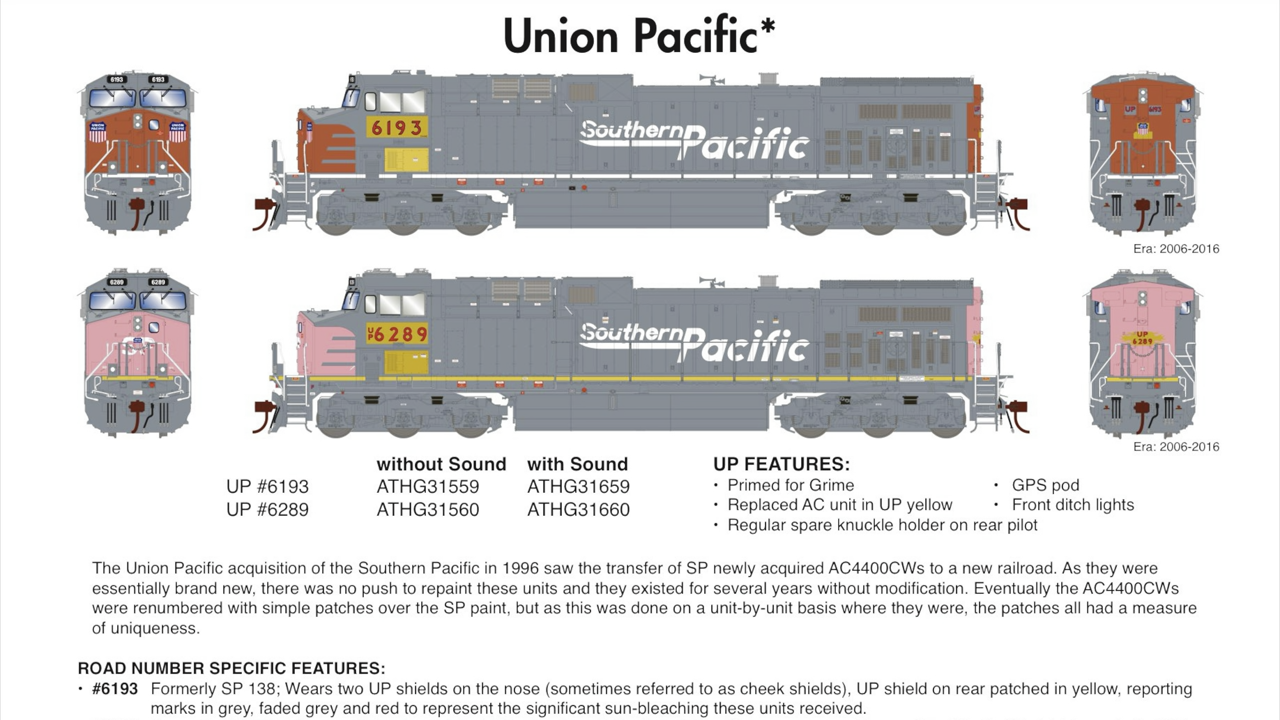 Union Pacific*
6193 6193
UNION PACIFIC UNION PACIFIC
6193
Southern Pacific
UP 6193
Era: 2006-2016
6289 6289
UP 6289
Southern Pacific
UP
6289
Era: 2006-2016
without Sound with Sound
UP #6193 ATHG31559 ATHG31659
UP #6289 ATHG31560 ATHG31660
UP FEATURES:
• Primed for Grime
• Replaced AC unit in UP yellow
• Regular spare knuckle holder on rear pilot
• GPS pod
• Front ditch lights
The Union Pacific acquisition of the Southern Pacific in 1996 saw the transfer of SP newly acquired AC4400CWs to a new railroad. As they were
essentially brand new, there was no push to repaint these units and they existed for several years without modification. Eventually the AC4400CWs
were renumbered with simple patches over the SP paint, but as this was done on a unit-by-unit basis where they were, the patches all had a measure
of uniqueness.
ROAD NUMBER SPECIFIC FEATURES:
• #6193 Formerly SP 138; Wears two UP shields on the nose (sometimes referred to as cheek shields), UP shield on rear patched in yellow, reporting
marks in grey, faded grey and red to represent the significant sun-bleaching these units received.